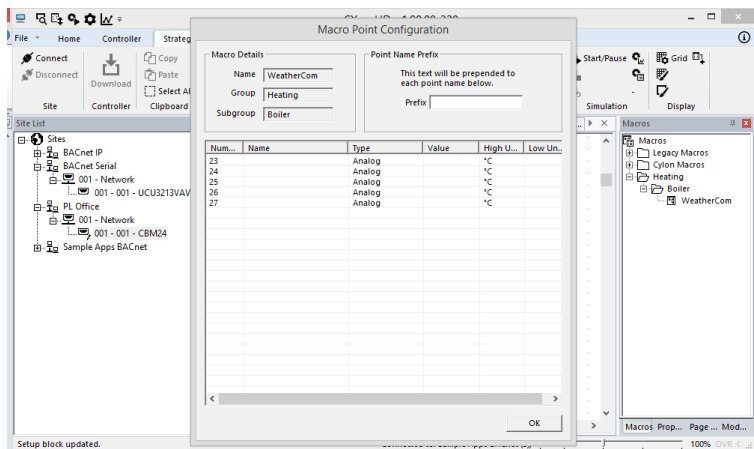 Macro Point Configuration
File
Home
Controller
Strateg
Connect
Disconnect
Download
Copy
Paste
Select Al
Site
Controller
Clipboard
Start/Pause
Grid
Simulation
Display
Macro Details
Name WeatherCom
Group Heating
Subgroup Boiler
Point Name Prefix
This text will be prepended to
each point name below.
Prefix
Num... Name Type Value High U... Low Un..
23 Analog °C
24 Analog °C
25 Analog °C
26 Analog °C
27 Analog °C
OK
Site List
Sites
BACnet IP
BACnet Serial
001 - Network
001 - 001 - UCU3213VAV
PL Office
001 - Network
001 - 001 - CBM24
Sample Apps BACnet
Macros
Macros
Legacy Macros
Cylon Macros
Heating
Boiler
WeatherCom
Macros Prop... Page ... Mod...
Setup block updated.
100% OVR